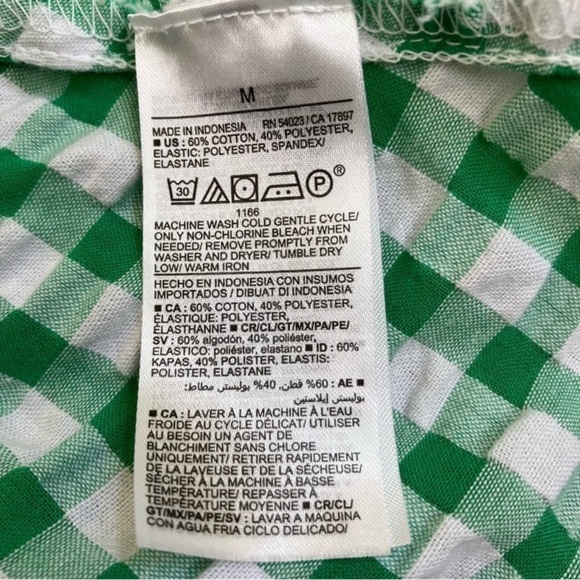 M
MADE IN INDONESIA RN 54023 / CA 17897
■ US : 60% COTTON, 40% POLYESTER,
ELASTIC: POLYESTER, SPANDEX/
ELASTANE
30 P ®
1166
MACHINE WASH COLD GENTLE CYCLE/
ONLY NON-CHLORINE BLEACH WHEN
NEEDED/ REMOVE PROMPTLY FROM
WASHER AND DRYER/ TUMBLE DRY
LOW/ WARM IRON
HECHO EN INDONESIA CON INSUMOS
IMPORTADOS / DIBUAT DI INDONESIA
■ CA : 60% COTON, 40% POLYESTER,
ÉLASTIQUE: POLYESTER,
ÉLASTHANNE ■ CR/CL/GT/MX/PA/PE/
SV : 60% algodón, 40% poliéster,
ELASTICO: poliéster, elastano ■ ID : 60%
KAPAS, 40% POLISTER, ELASTIS:
POLISTER, ELASTANE
■ AE : 60% قطن, 40% بوليستر, مطاط:
بوليستر, إيلاستين
■ CA : LAVER À LA MACHINE À L'EAU
FROIDE AU CYCLE DÉLICAT/ UTILISER
AU BESOIN UN AGENT DE
BLANCHIMENT SANS CHLORE
UNIQUEMENT/ RETIRER RAPIDEMENT
DE LA LAVEUSE ET DE LA SÉCHEUSE/
SÉCHER À LA MACHINE À BASSE
TEMPÉRATURE/ REPASSER À
TEMPÉRATURE MOYENNE ■ CR/CL/
GT/MX/PA/PE/SV : LAVAR A MAQUINA
CON AGUA FRIA CICLO DELICADO/